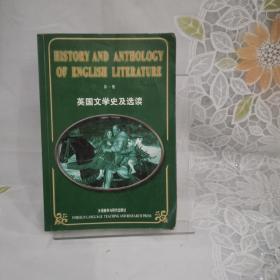 HISTORY AND ANTHOLOGY
OF ENGLISH LITERATURE
第一册
英国文学史及选读
外语教学与研究出版社
FOREIGN LANGUAGE TEACHING AND RESEARCH PRESS